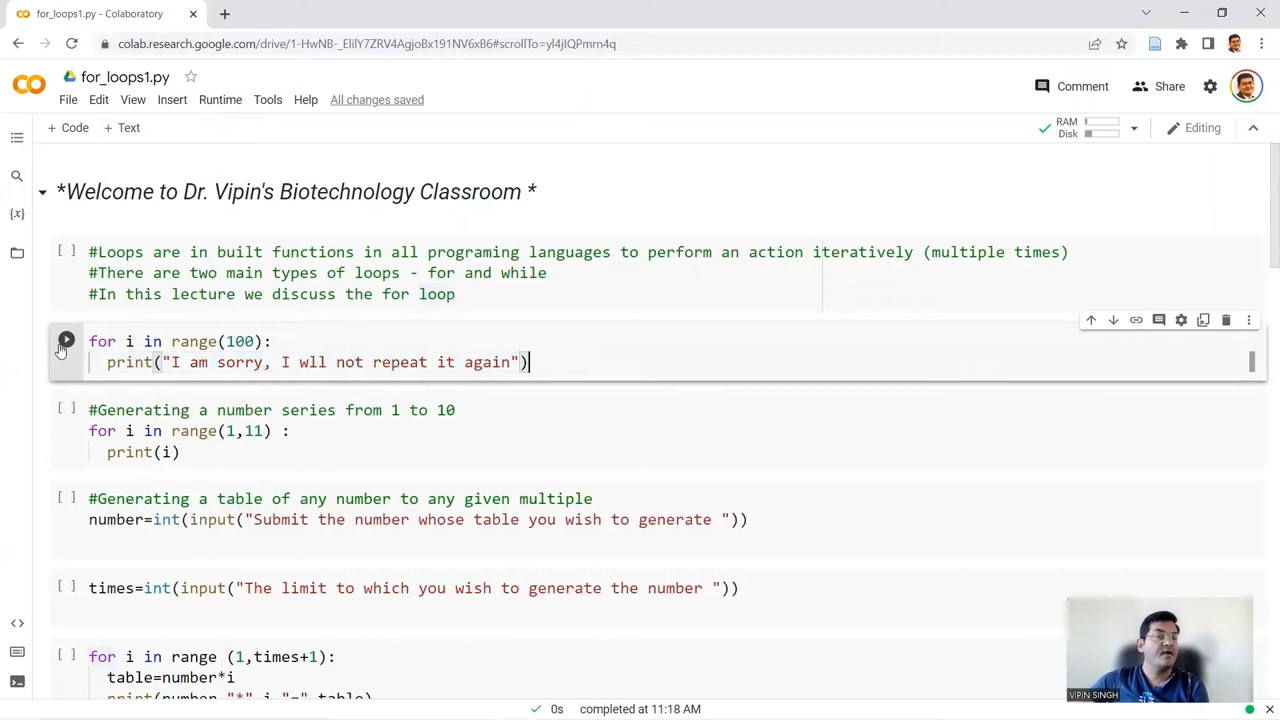 for_loops1.py - Colaboratory
colab.research.google.com/drive/1-HwNB-_ElilY7ZRV4AgjoBx191NV6xB6#scrollTo=yl4jIQPmrn4q
for_loops1.py
File Edit View Insert Runtime Tools Help All changes saved
Comment Share
+ Code + Text
RAM
Disk
Editing
*Welcome to Dr. Vipin's Biotechnology Classroom *
[ ] #Loops are in built functions in all programing languages to perform an action iteratively (multiple times)
#There are two main types of loops - for and while
#In this lecture we discuss the for loop
for i in range(100):
print("I am sorry, I wll not repeat it again")
[ ] #Generating a number series from 1 to 10
for i in range(1,11) :
print(i)
[ ] #Generating a table of any number to any given multiple
number=int(input("Submit the number whose table you wish to generate "))
[ ] times=int(input("The limit to which you wish to generate the number "))
[ ] for i in range (1,times+1):
table=number*i
print(number,"*",i,"=",table)
VIPIN SINGH
0s completed at 11:18 AM